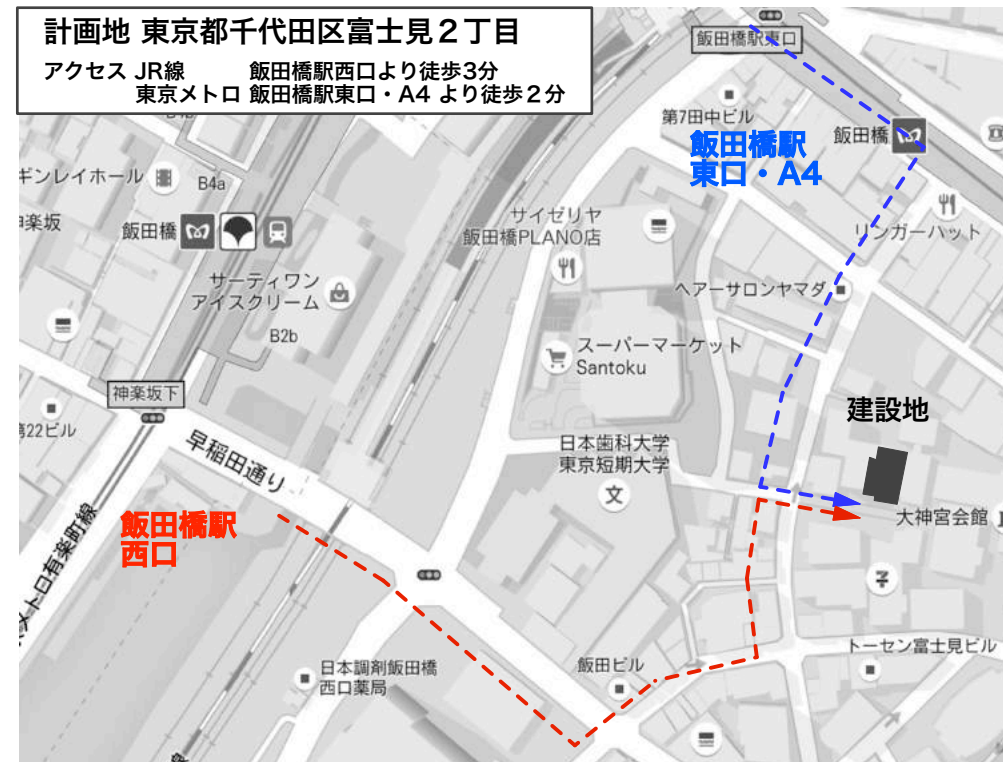 計画地 東京都千代田区富士見２丁目
アクセス JR線 飯田橋駅西口より徒歩3分
東京メトロ 飯田橋駅東口・A4 より徒歩２分
飯田橋駅東口
第7田中ビル
飯田橋
飯田橋駅
東口・A4
ギンレイホール
B4a
飯田橋
サイゼリヤ
飯田橋PLANO店
リンガーハット
サーティワン
アイスクリーム
ヘアーサロンヤマダ
B2b
スーパーマーケット
Santoku
神楽坂下
建設地
22ビル
早稲田通り
日本歯科大学
東京短期大学
文
飯田橋駅
西口
大神宮会館
メトロ有楽町線
トーセン富士見ビル
日本調剤飯田橋
西口薬局
飯田ビル